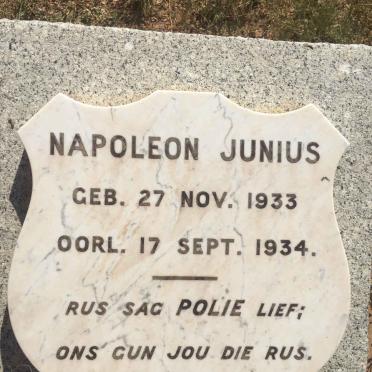 NAPOLEON JUNIUS
GEB. 27 NOV. 1933
OORL. 17 SEPT. 1934.
RUS SAG POLIE LIEF;
ONS GUN JOU DIE RUS.